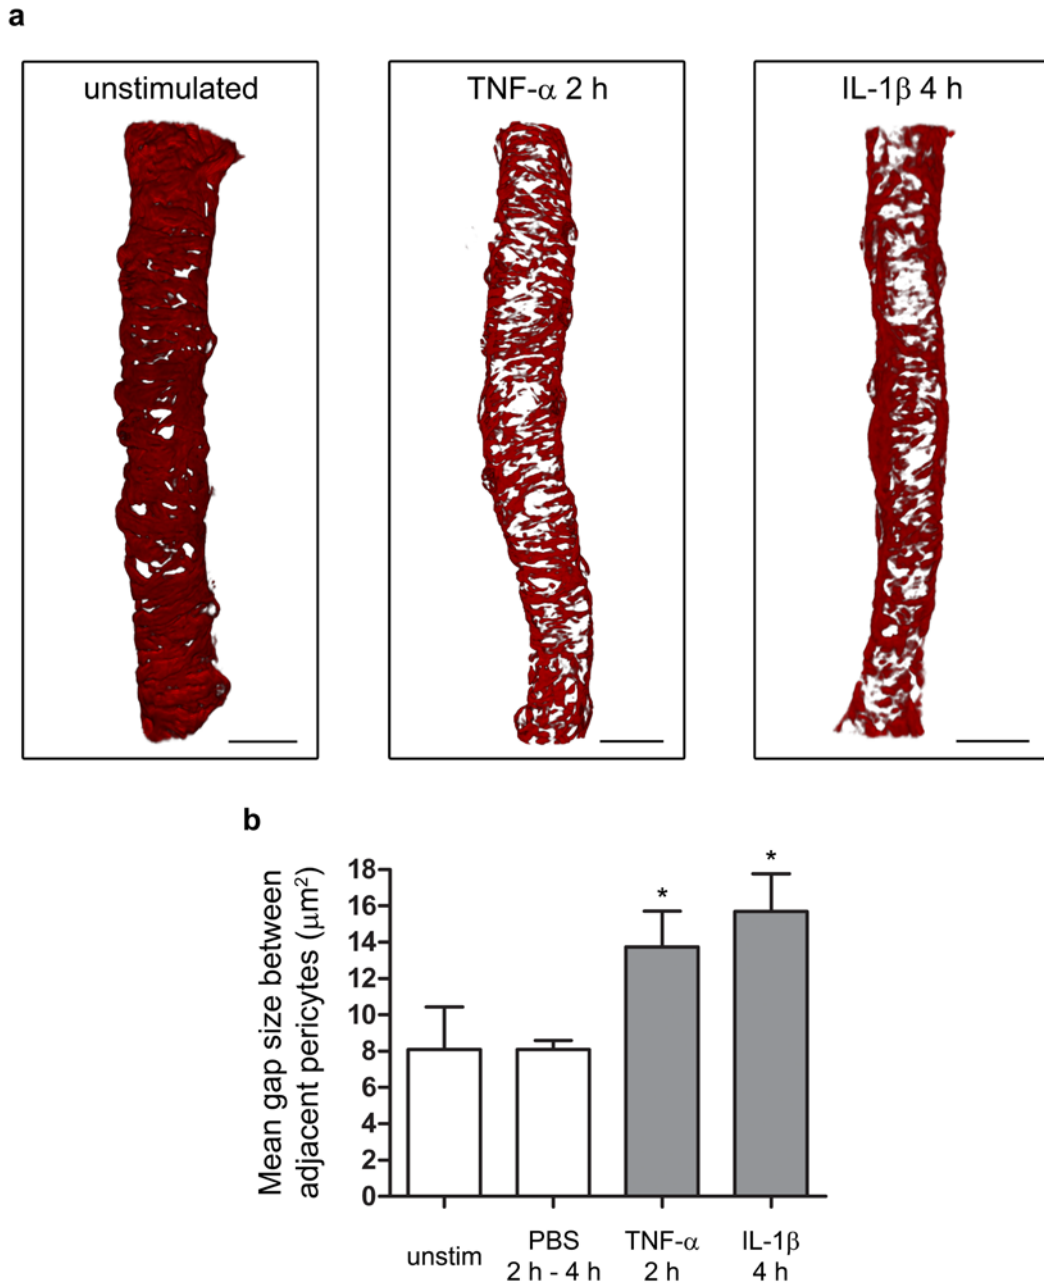 a
unstimulated
TNF-α 2 h
IL-1β 4 h
b
Mean gap size between
adjacent pericytes (μm²)
18
16
14
12
10
8
6
4
2
0
*
*
unstim
PBS
2 h - 4 h
TNF-α
2 h
IL-1β
4 h